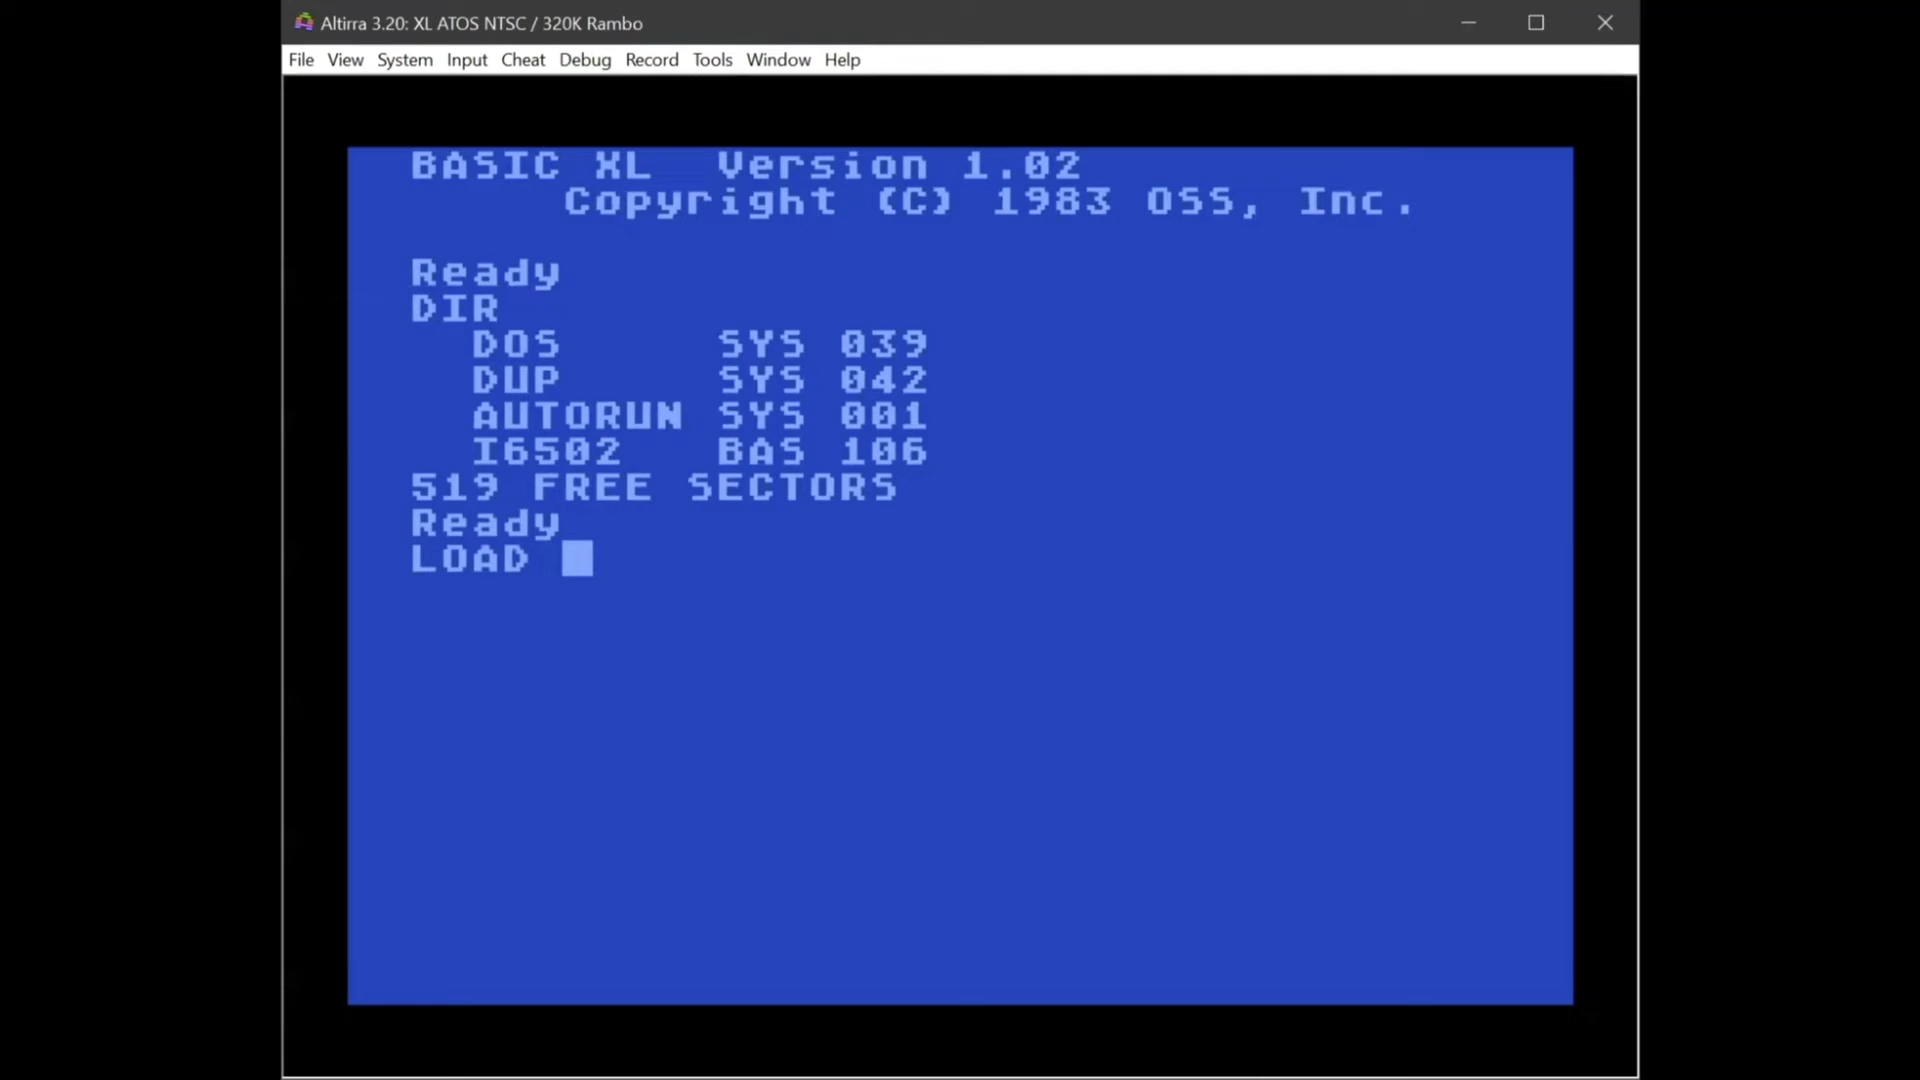 Altirra 3.20: XL ATOS NTSC / 320K Rambo
File View System Input Cheat Debug Record Tools Window Help
BASIC XL Version 1.02
Copyright (C) 1983 OSS, Inc.
Ready
DIR
DOS SYS 039
DUP SYS 042
AUTORUN SYS 001
I6502 BAS 106
519 FREE SECTORS
Ready
LOAD